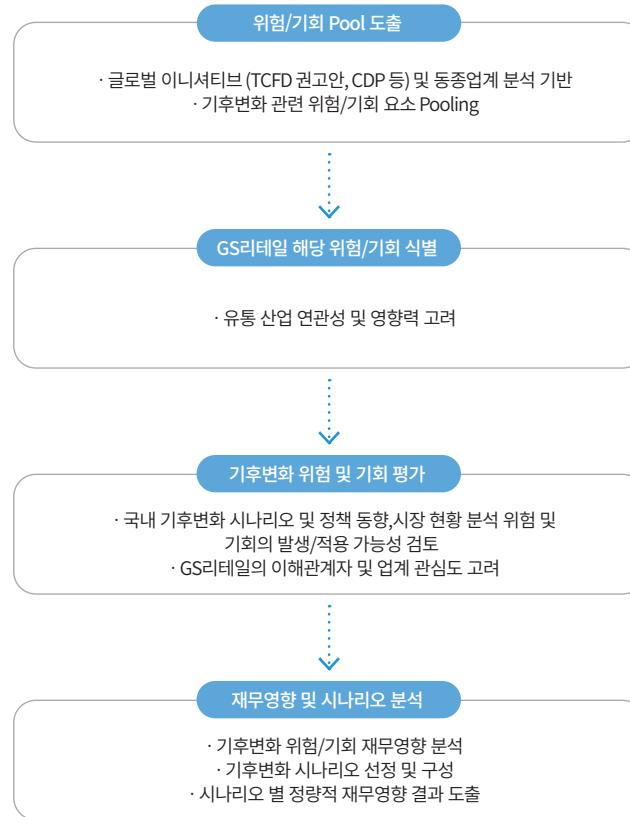 위험/기회 Pool 도출
· 글로벌 이니셔티브 (TCFD 권고안, CDP 등) 및 동종업계 분석 기반
· 기후변화 관련 위험/기회 요소 Pooling
GS리테일 해당 위험/기회 식별
· 유통 산업 연관성 및 영향력 고려
기후변화 위험 및 기회 평가
· 국내 기후변화 시나리오 및 정책 동향,시장 현황 분석 위험 및
기회의 발생/적용 가능성 검토
· GS리테일의 이해관계자 및 업계 관심도 고려
재무영향 및 시나리오 분석
· 기후변화 위험/기회 재무영향 분석
· 기후변화 시나리오 선정 및 구성
· 시나리오 별 정량적 재무영향 결과 도출